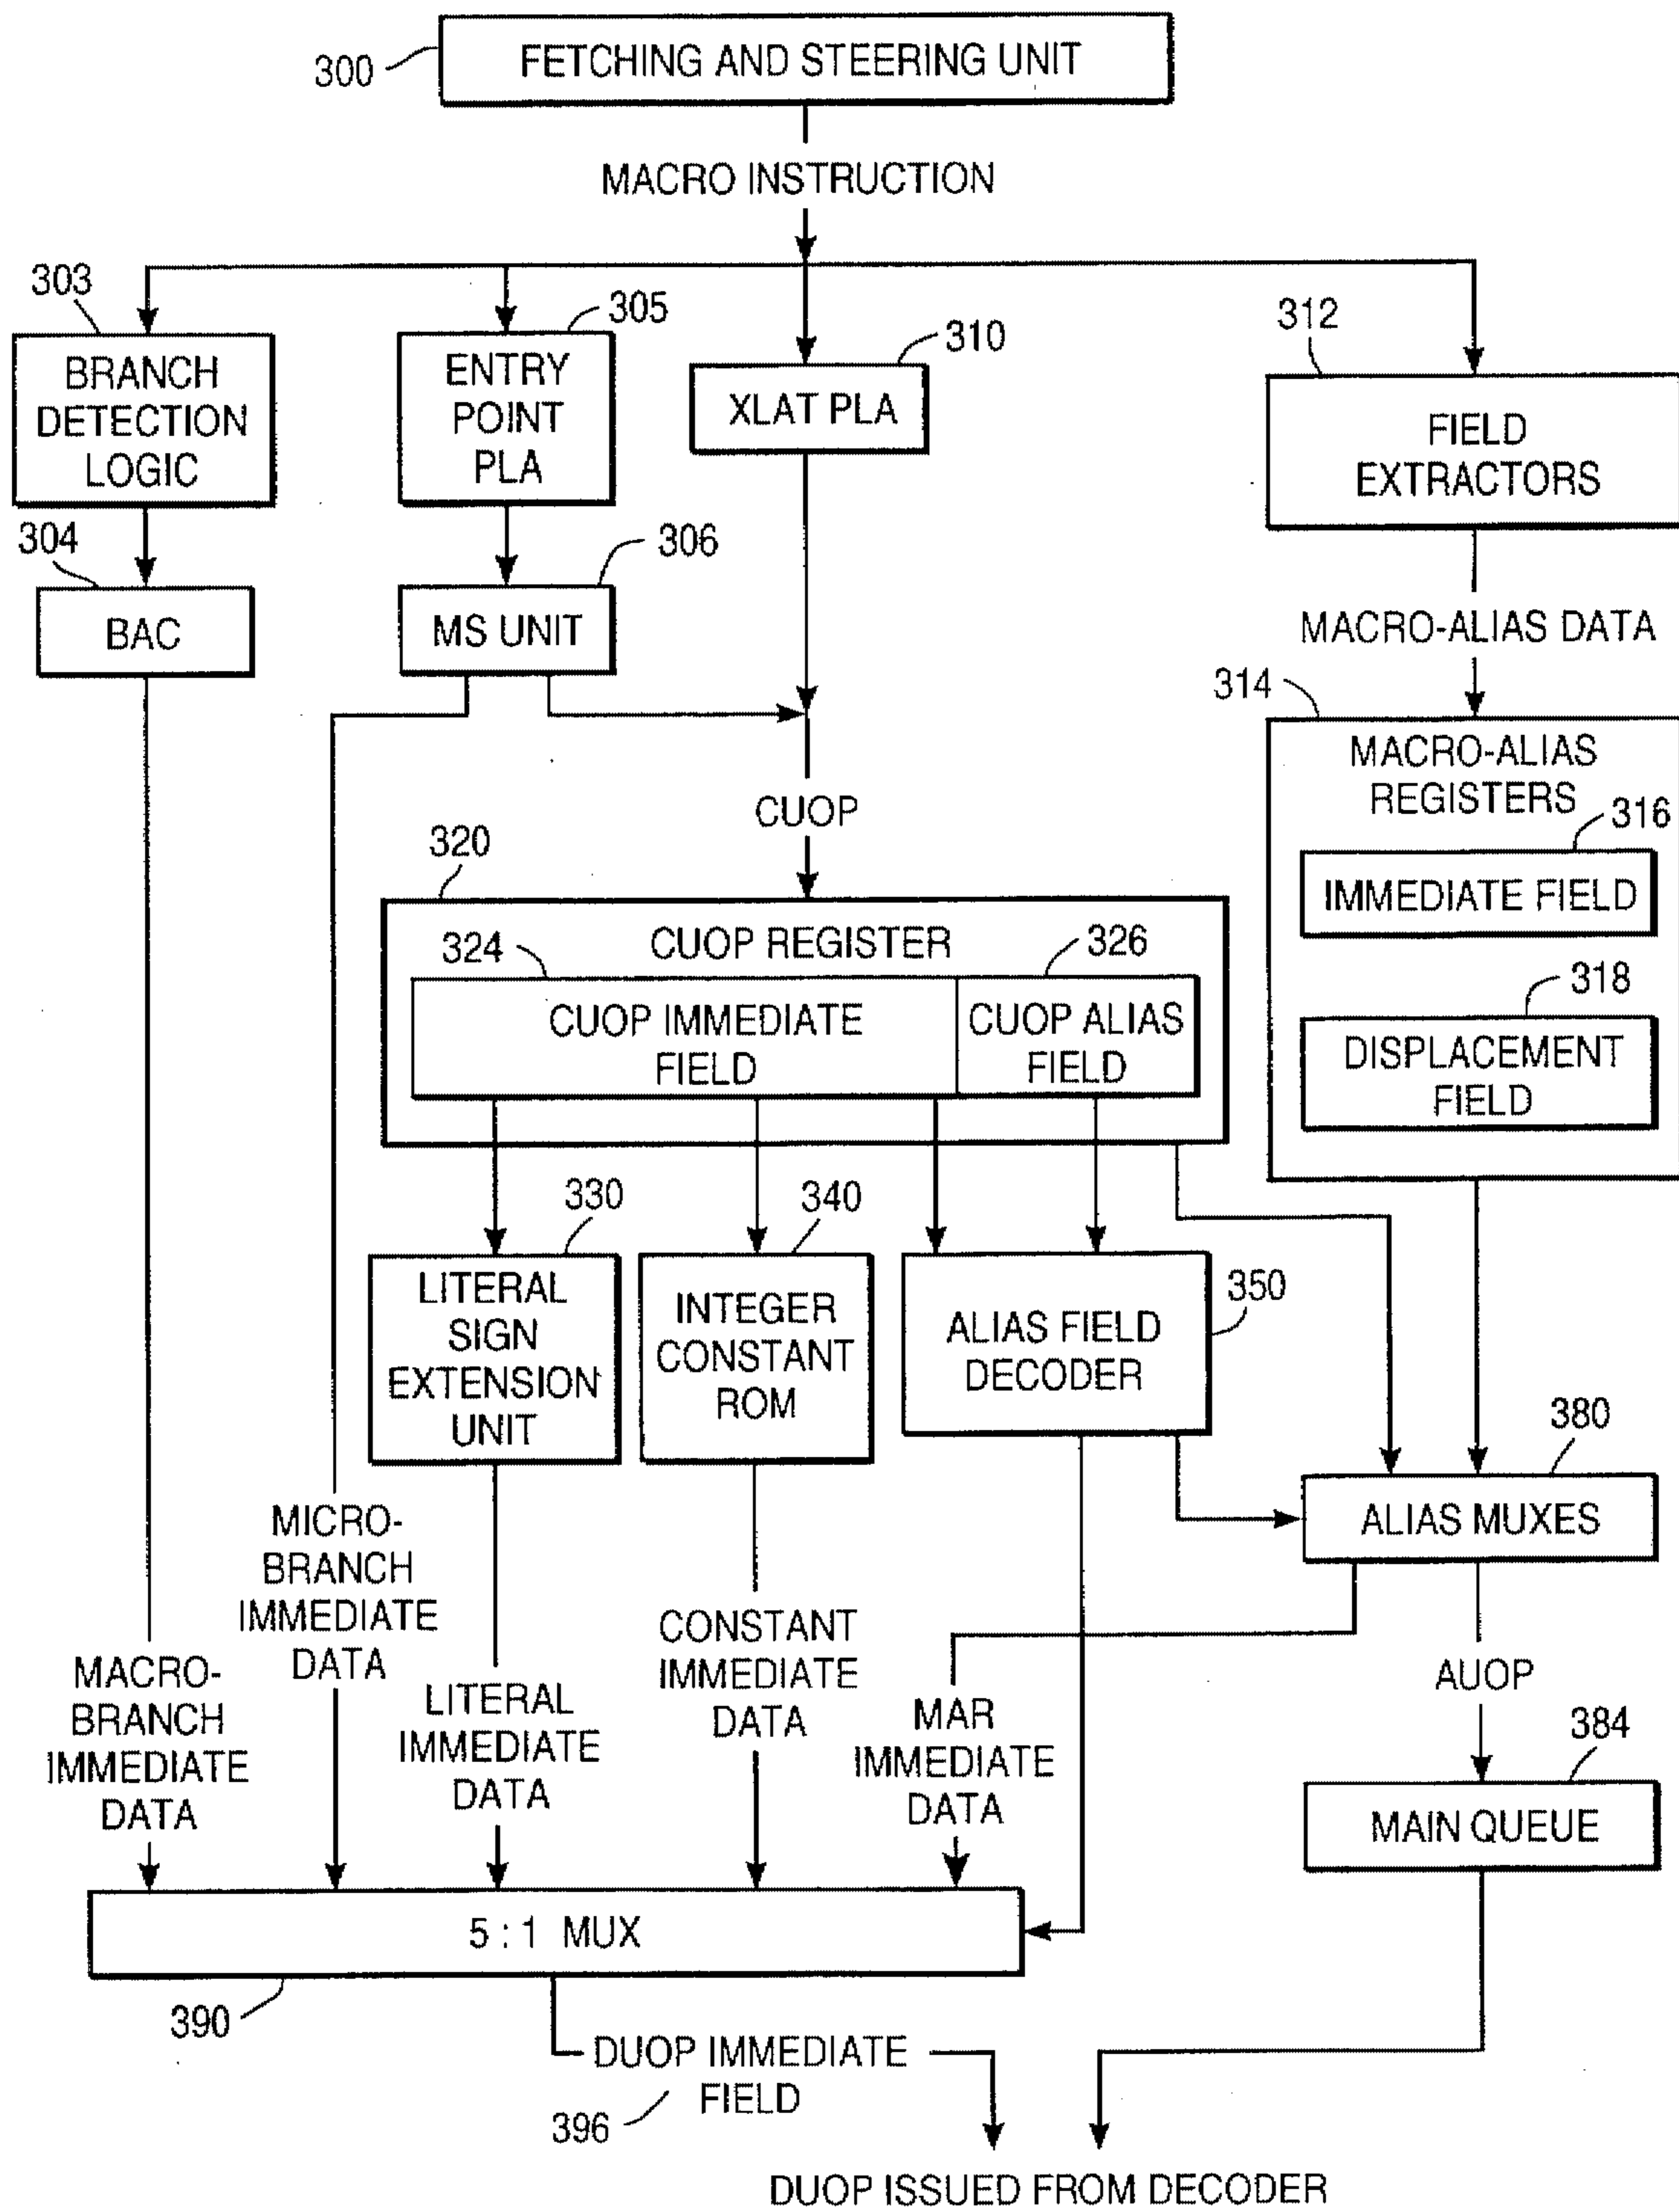 300
FETCHING AND STEERING UNIT
MACRO INSTRUCTION
303
305
310
312
BRANCH
DETECTION
LOGIC
ENTRY
POINT
PLA
XLAT PLA
FIELD
EXTRACTORS
304
306
BAC
MS UNIT
MACRO-ALIAS DATA
314
MACRO-ALIAS
REGISTERS
316
IMMEDIATE FIELD
318
DISPLACEMENT
FIELD
CUOP
320
CUOP REGISTER
324
326
CUOP IMMEDIATE
FIELD
CUOP ALIAS
FIELD
330
340
350
LITERAL
SIGN
EXTENSION
UNIT
INTEGER
CONSTANT
ROM
ALIAS FIELD
DECODER
380
ALIAS MUXES
MACRO-
BRANCH
IMMEDIATE
DATA
MICRO-
BRANCH
IMMEDIATE
DATA
LITERAL
IMMEDIATE
DATA
CONSTANT
IMMEDIATE
DATA
MAR
IMMEDIATE
DATA
AUOP
384
MAIN QUEUE
5 : 1 MUX
390
DUOP IMMEDIATE
FIELD
396
DUOP ISSUED FROM DECODER